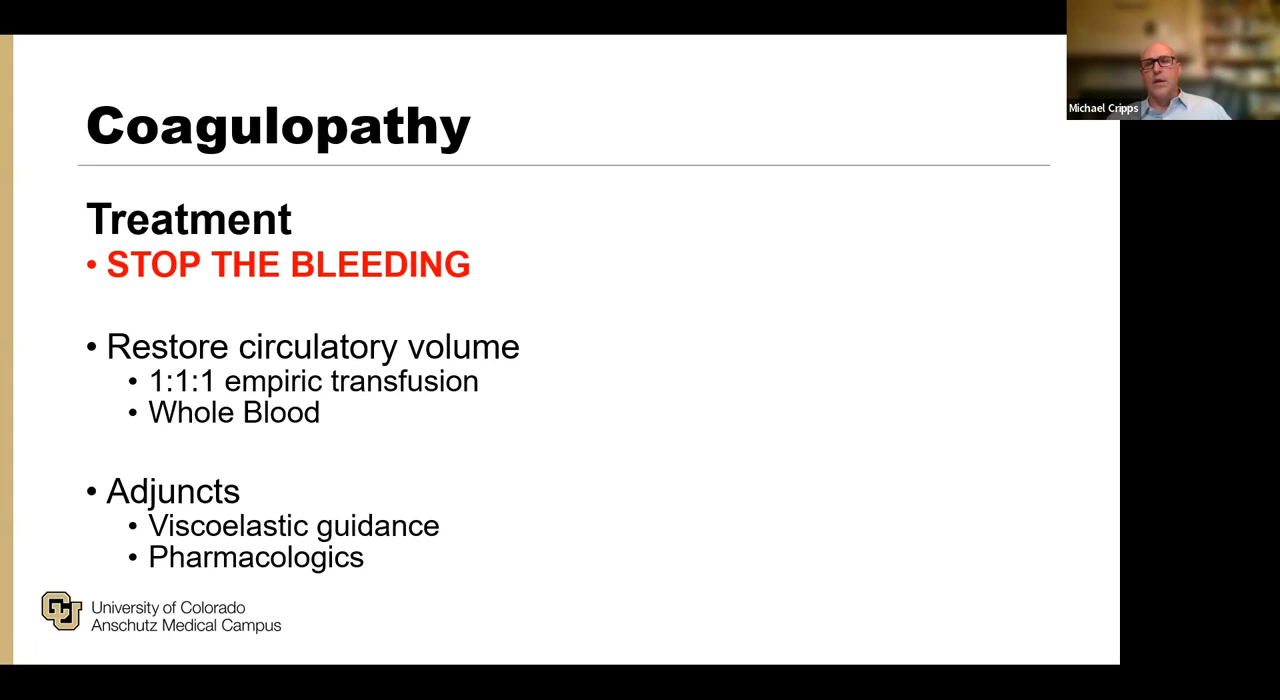 Michael Cripps
Coagulopathy
Treatment
• STOP THE BLEEDING
• Restore circulatory volume
• 1:1:1 empiric transfusion
• Whole Blood
• Adjuncts
• Viscoelastic guidance
• Pharmacologics
University of Colorado
Anschutz Medical Campus